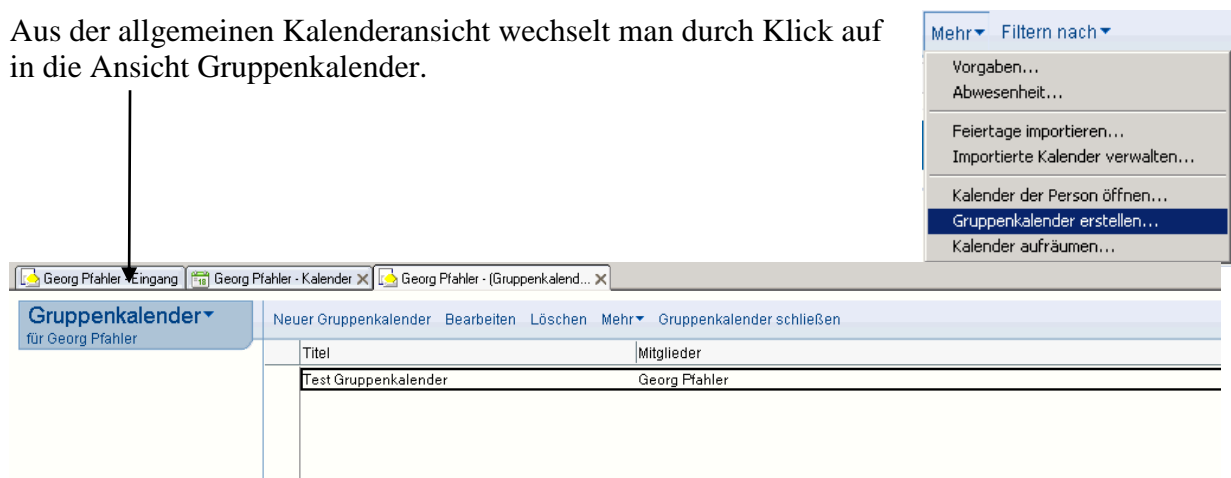 Aus der allgemeinen Kalenderansicht wechselt man durch Klick auf
in die Ansicht Gruppenkalender.
Mehr Filtern nach
Vorgaben...
Abwesenheit...
Feiertage importieren...
Importierte Kalender verwalten...
Kalender der Person öffnen...
Gruppenkalender erstellen...
Kalender aufräumen...
Georg Pfahler - Eingang Georg Pfahler - Kalender Georg Pfahler - (Gruppenkalend...
Gruppenkalender
für Georg Pfahler
Neuer Gruppenkalender Bearbeiten Löschen Mehr Gruppenkalender schließen
Titel Mitglieder
Test Gruppenkalender Georg Pfahler